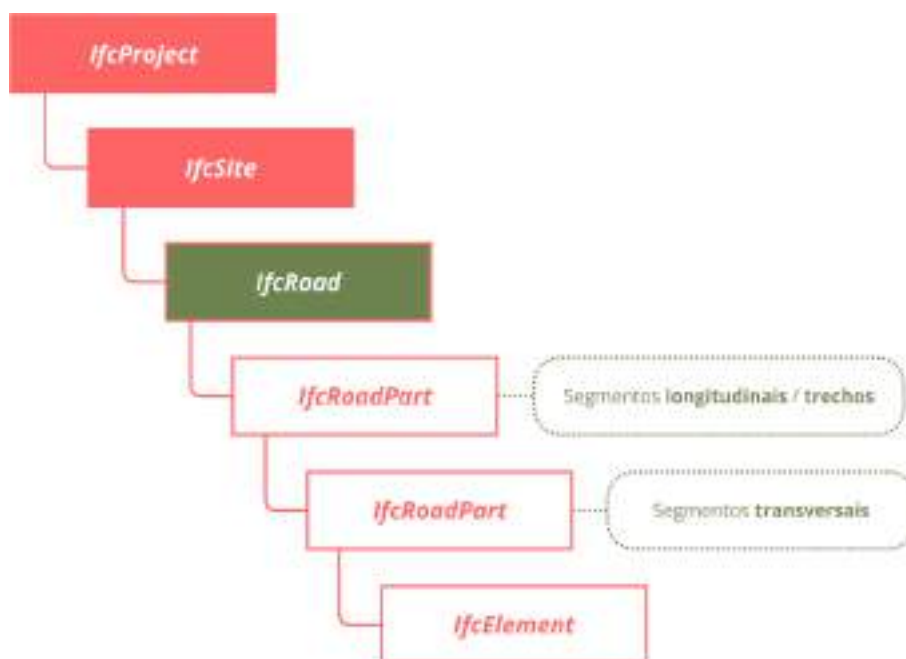 IfcProject
IfcSite
IfcRoad
IfcRoadPart
Segmentos longitudinais / trechos
IfcRoadPart
Segmentos transversais
IfcElement